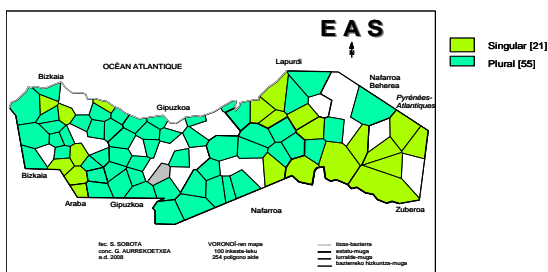 E A S
N
Singular [21]
Plural [55]
OCÈAN ATLANTIQUE
Lapurdi
Nafarroa
Beherea
Bizkaia
Pyrénées-
Atlantiques
Gipuzkoa
Bizkaia
Araba
Gipuzkoa
Nafarroa
Zuberoa
fec. S. SOBOTA
conc. G. AURREKOETXEA
a.d. 2008
VORONOÏ-ren mapa
100 inkesta-leku
254 poligono alde
itsas-bazterra
estatu-muga
lurralde-muga
bazterreko hizkuntza-muga